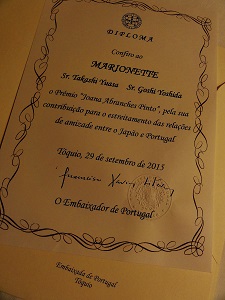 DIPLOMA
Confiro ao
MARIONETTE
Sr. Takashi Yuasa Sr. Goshi Yoshida
o Prémio "Joana Abranches Pinto", pela sua
contribuição para o estreitamento das relações
de amizade entre o Japão e Portugal
Tóquio, 29 de setembro de 2015
Francisco Xavier
O Embaixador de Portugal
Embaixada de Portugal
Tóquio